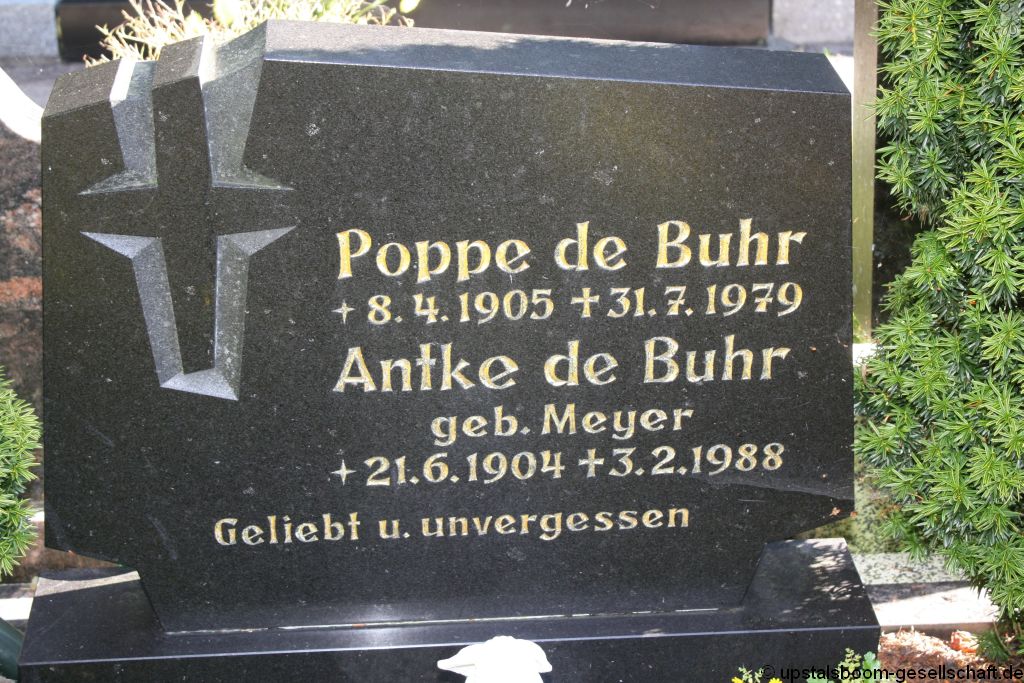 Poppe de Buhr
+ 8. 4. 1905 ✝ 31. 7. 1979
Antke de Buhr
geb. Meyer
+ 21. 6. 1904 ✝ 3. 2. 1988
Geliebt u. unvergessen
© upstalsboom-gesellschaft.de